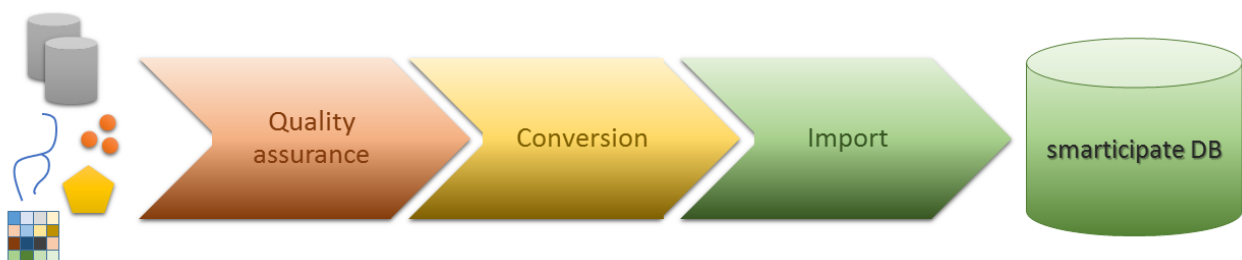 Quality
assurance
Conversion
Import
smarticipate DB